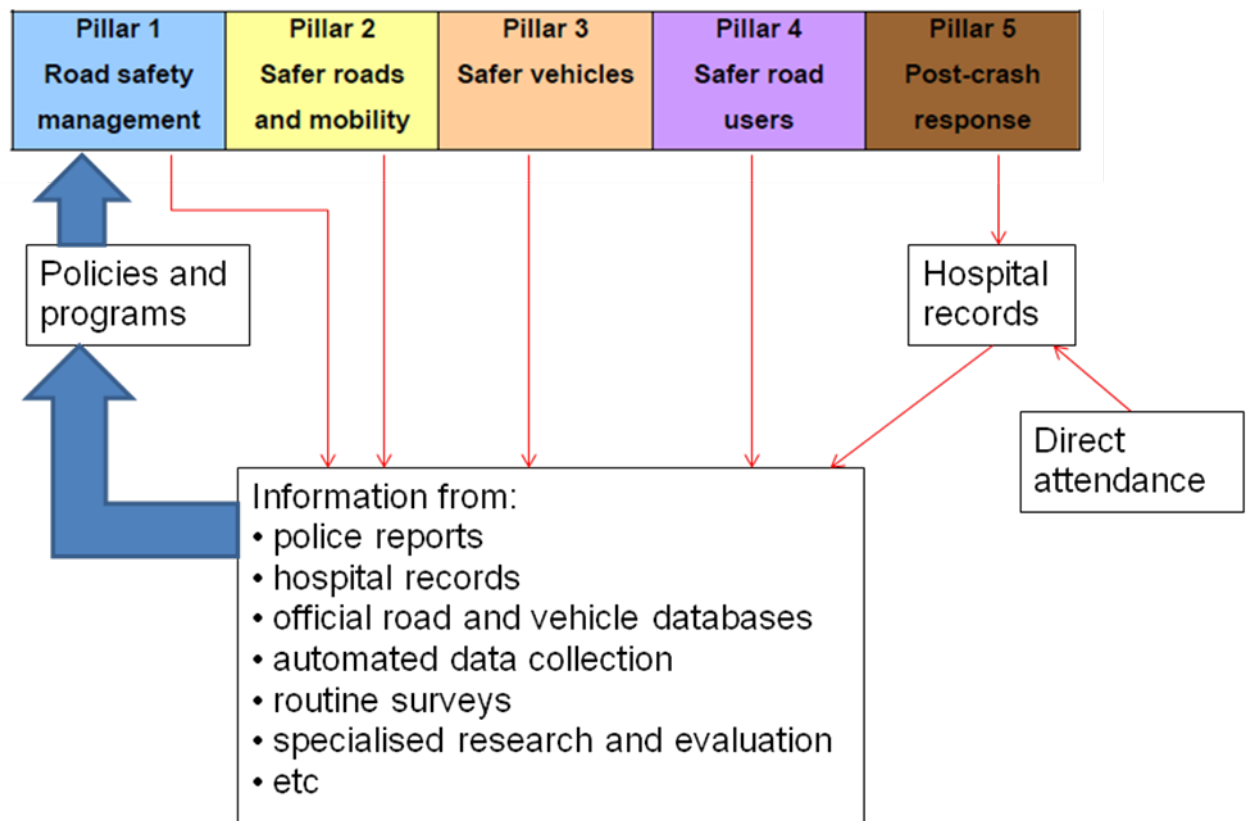 Pillar 1
Road safety
management
Pillar 2
Safer roads
and mobility
Pillar 3
Safer vehicles
Pillar 4
Safer road
users
Pillar 5
Post-crash
response
Policies and
programs
Hospital
records
Direct
attendance
Information from:
• police reports
• hospital records
• official road and vehicle databases
• automated data collection
• routine surveys
• specialised research and evaluation
• etc